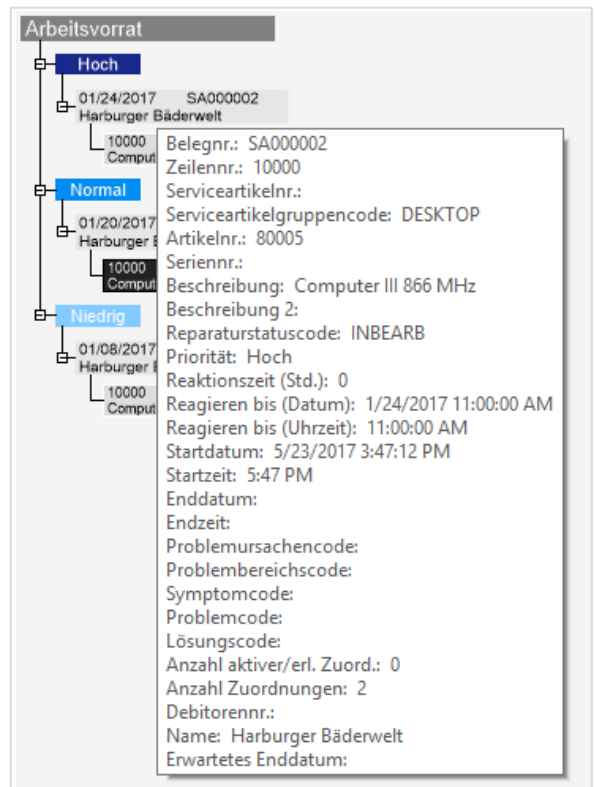 Arbeitsvorrat
Hoch
01/24/2017 SA000002
Harburger Bäderwelt
10000
Comput
Normal
01/20/2017
Harburger
10000
Comput
Niedrig
01/08/2017
Harburger
10000
Comput
Belegnr.: SA000002
Zeilennr.: 10000
Serviceartikelnr.:
Serviceartikelgruppencode: DESKTOP
Artikelnr.: 80005
Seriennr.:
Beschreibung: Computer III 866 MHz
Beschreibung 2:
Reparaturstatuscode: INBEARB
Priorität: Hoch
Reaktionszeit (Std.): 0
Reagieren bis (Datum): 1/24/2017 11:00:00 AM
Reagieren bis (Uhrzeit): 11:00:00 AM
Startdatum: 5/23/2017 3:47:12 PM
Startzeit: 5:47 PM
Enddatum:
Endzeit:
Problemursachencode:
Problembereichscode:
Symptomcode:
Problemcode:
Lösungscode:
Anzahl aktiver/erl. Zuord.: 0
Anzahl Zuordnungen: 2
Debitorennr.:
Name: Harburger Bäderwelt
Erwartetes Enddatum: